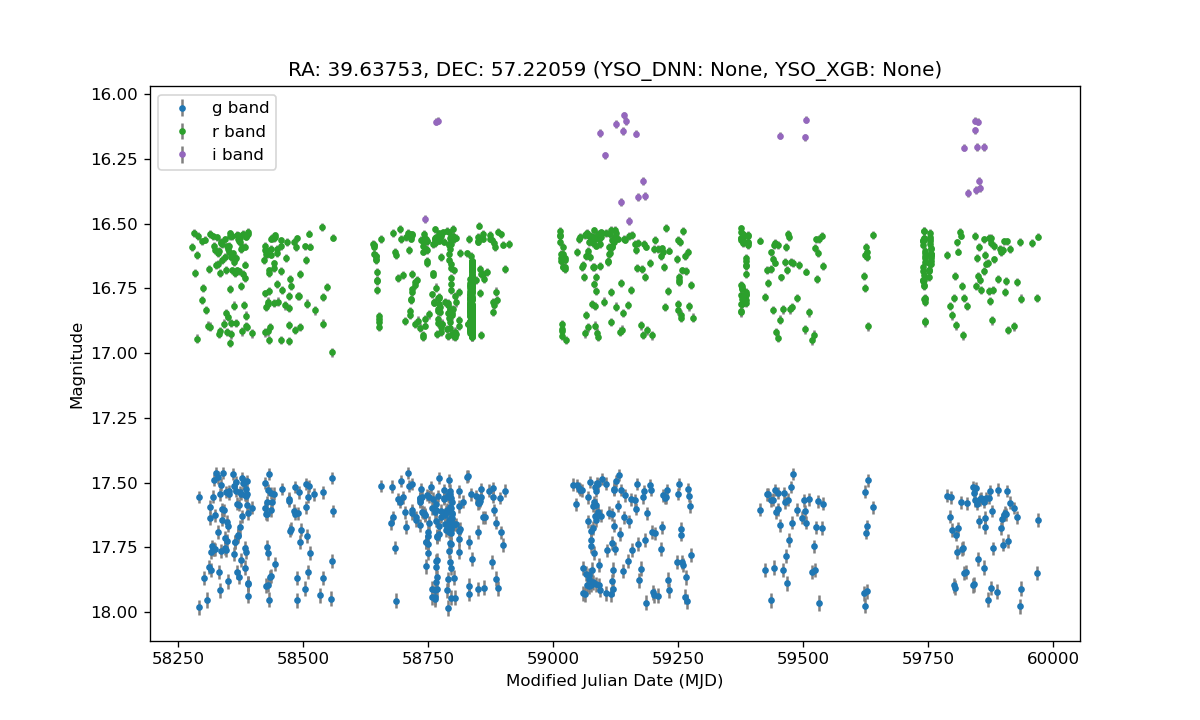 RA: 39.63753, DEC: 57.22059 (YSO_DNN: None, YSO_XGB: None)
g band
r band
i band
16.00
16.25
16.50
16.75
17.00
17.25
17.50
17.75
18.00
Magnitude
58250 58500 58750 59000 59250 59500 59750 60000
Modified Julian Date (MJD)